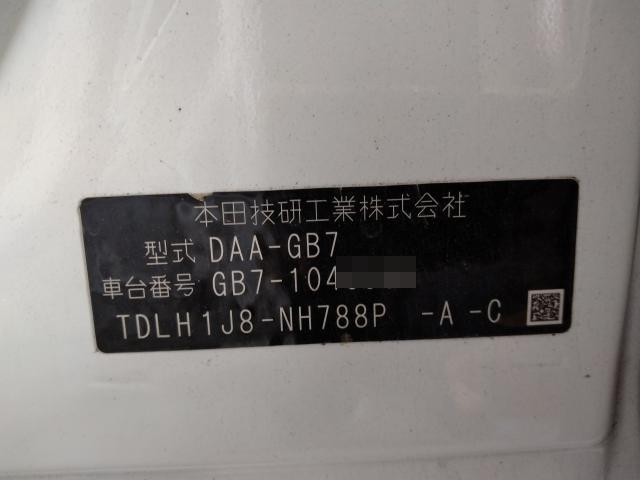 本田技研工業株式会社
型式 DAA-GB7
車台番号 GB7-104
TDLH1J8-NH788P -A -C